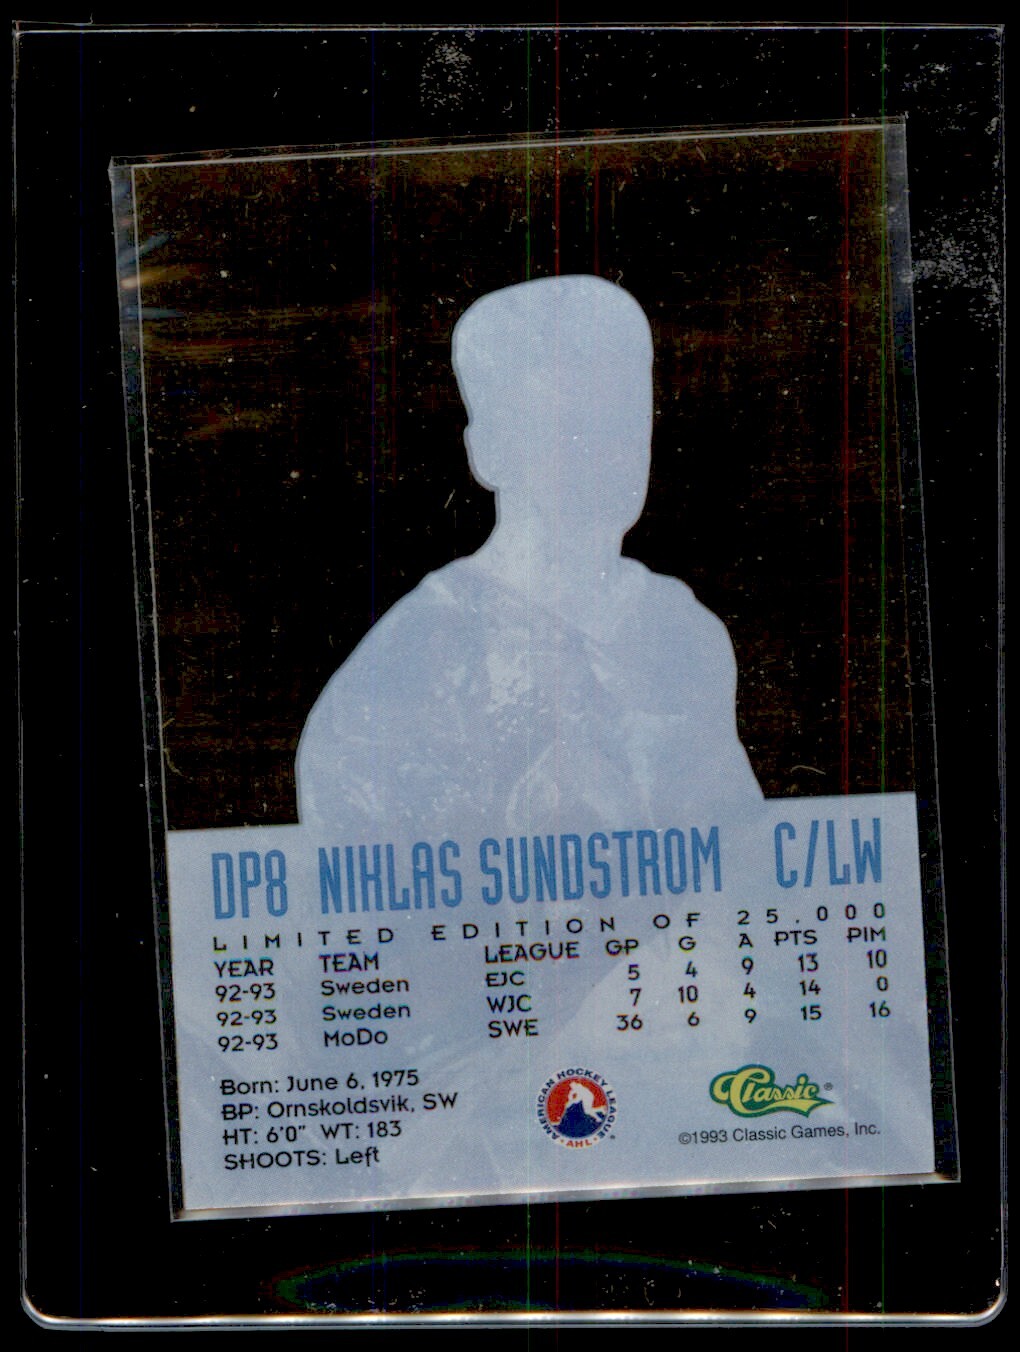 DP8 NIKLAS SUNDSTROM C/LW
LIMITED EDITION OF 25.000
YEAR TEAM LEAGUE GP G A PTS PIM
92-93 Sweden EJC 5 4 9 13 10
92-93 Sweden WJC 7 10 4 14 0
92-93 MoDo SWE 36 6 9 15 16
Born: June 6, 1975
BP: Ornskoldsvik, SW
HT: 6'0" WT: 183
SHOOTS: Left
AMERICAN HOCKEY LEAGUE
AHL
Classic®
©1993 Classic Games, Inc.